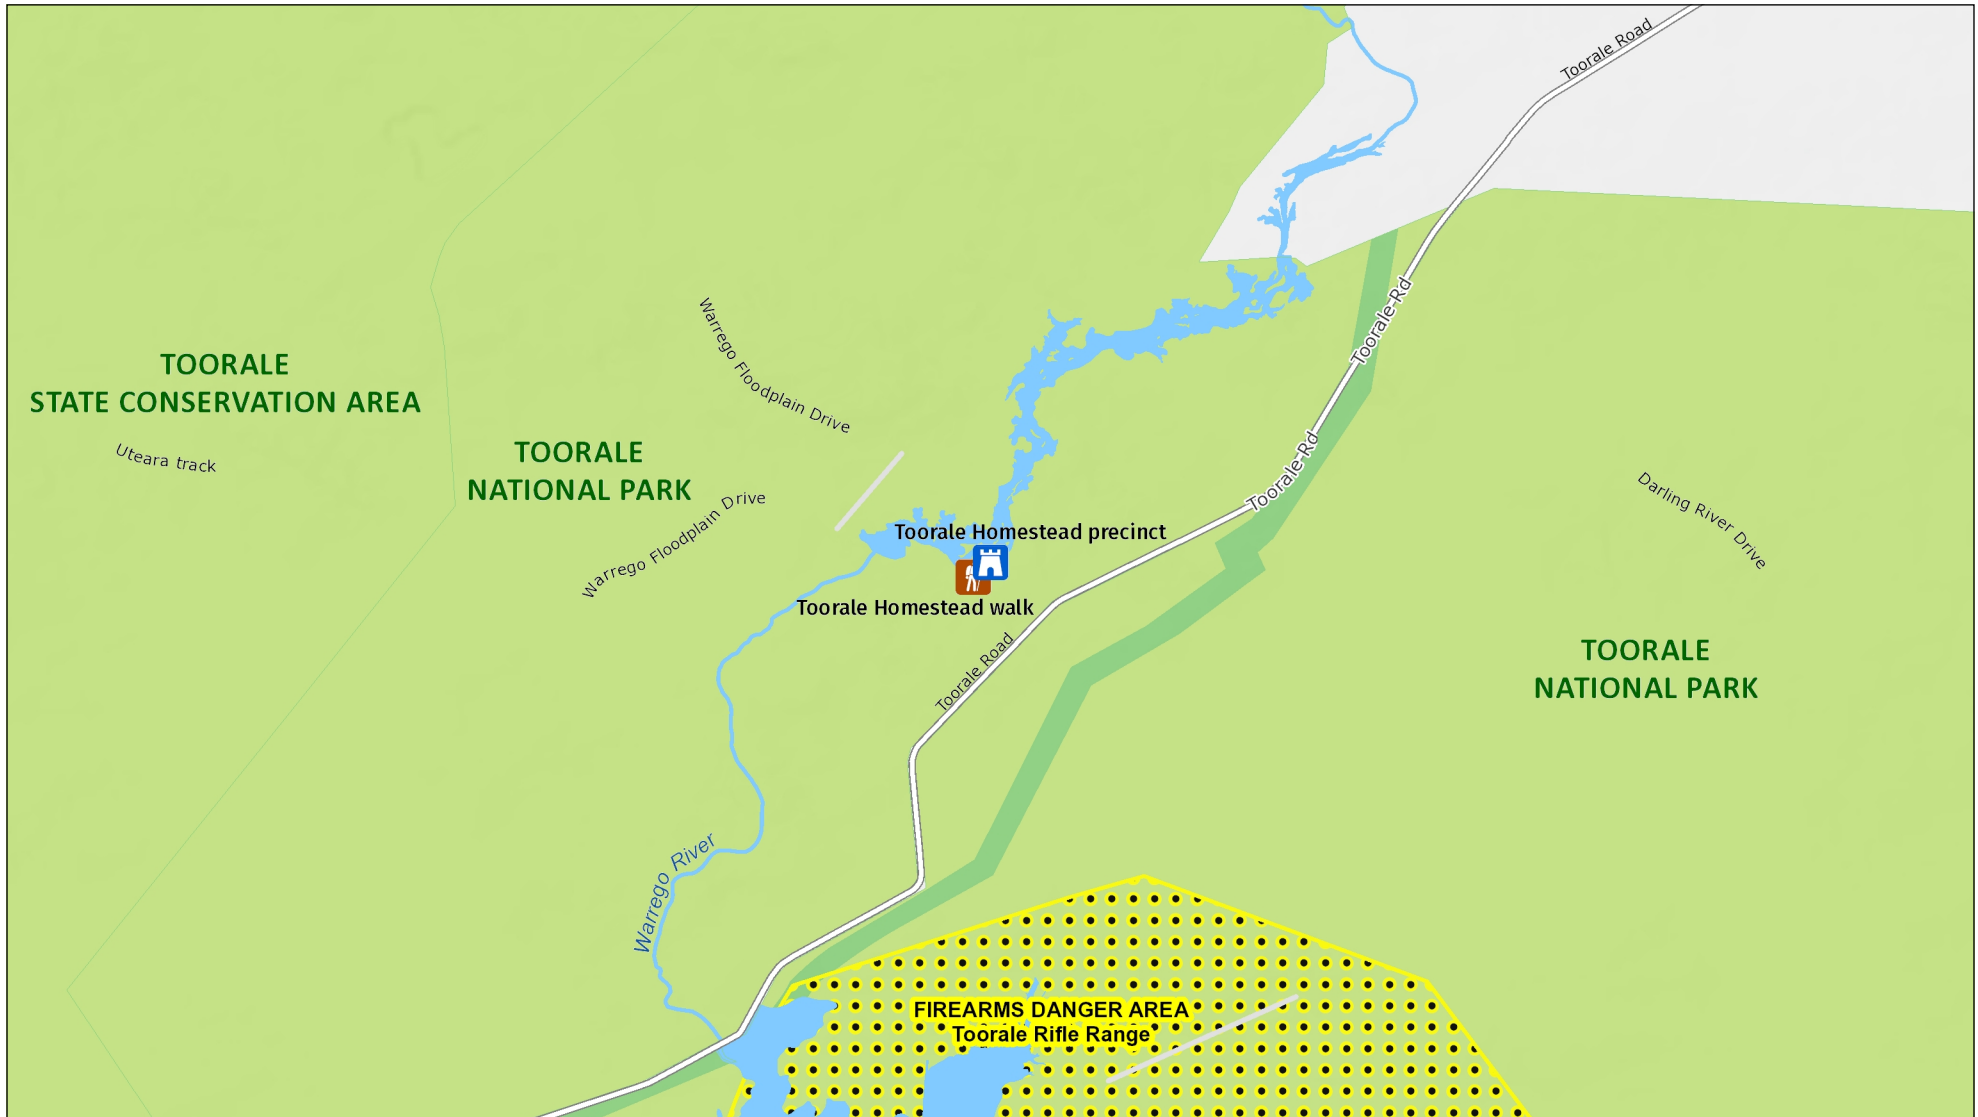 Toorale Road
Toorale Rd
Warrego Floodplain Drive
TOORALE
STATE CONSERVATION AREA
Uteara track
TOORALE
NATIONAL PARK
Toorale Rd
Warrego Floodplain Drive
Darling River Drive
Toorale Homestead precinct
Toorale Homestead walk
Toorale Road
TOORALE
NATIONAL PARK
Warrego River
FIREARMS DANGER AREA
Toorale Rifle Range